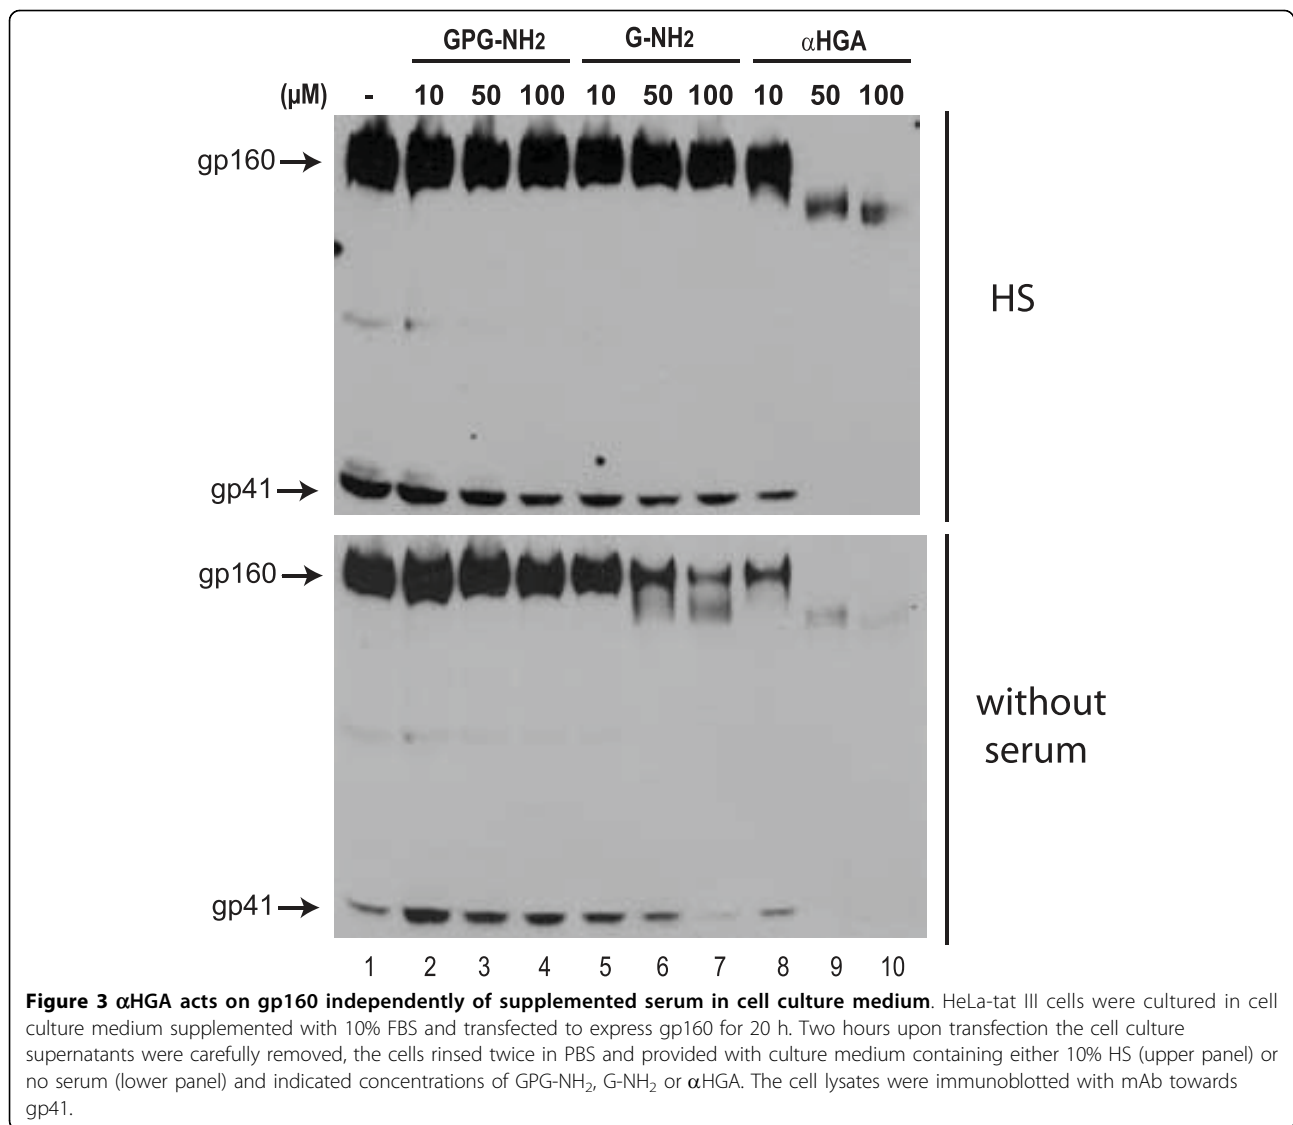 GPG-NH2 G-NH2 αHGA
(µM) - 10 50 100 10 50 100 10 50 100
gp160
HS
gp41
gp160
without
serum
gp41
1 2 3 4 5 6 7 8 9 10
Figure 3 αHGA acts on gp160 independently of supplemented serum in cell culture medium. HeLa-tat III cells were cultured in cell
culture medium supplemented with 10% FBS and transfected to express gp160 for 20 h. Two hours upon transfection the cell culture
supernatants were carefully removed, the cells rinsed twice in PBS and provided with culture medium containing either 10% HS (upper panel) or
no serum (lower panel) and indicated concentrations of GPG-NH2, G-NH2 or αHGA. The cell lysates were immunoblotted with mAb towards
gp41.